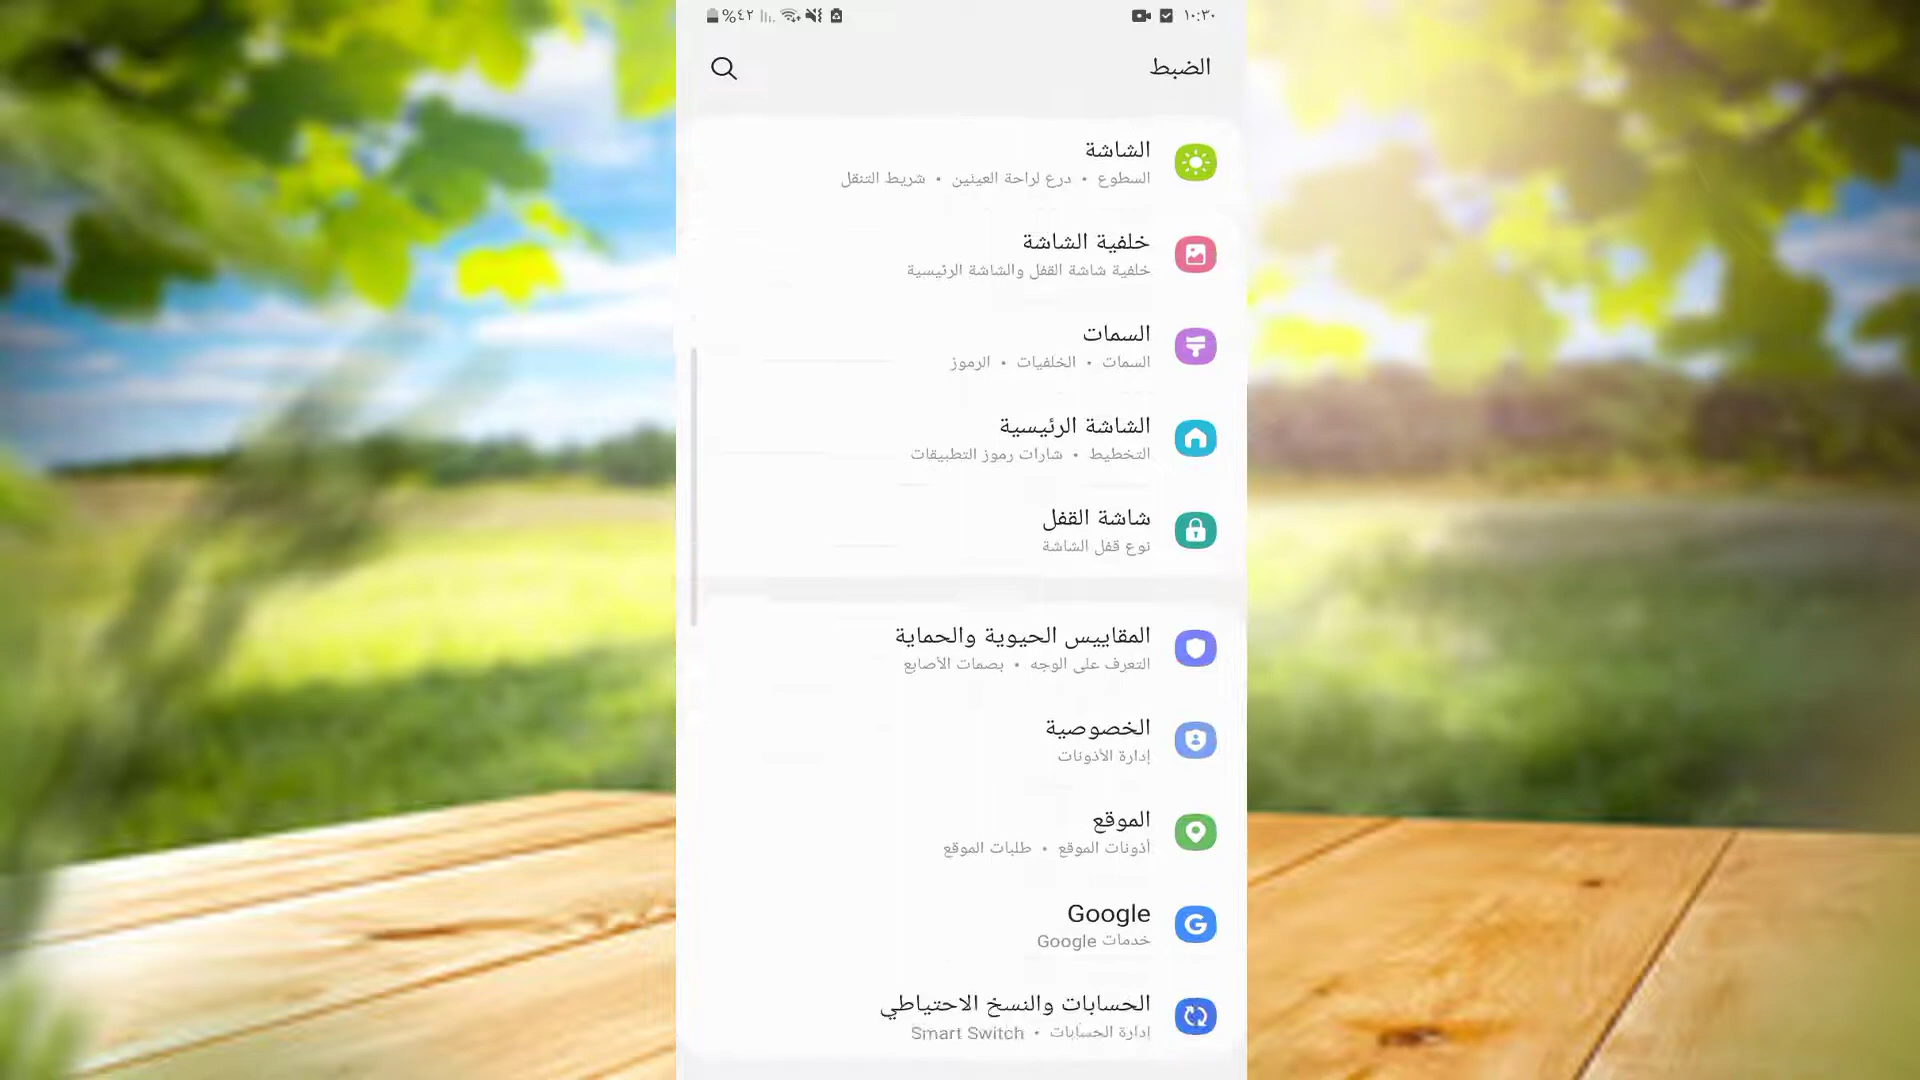 ١٠:٣٠ ٤٢%
الضبط
الشاشة
السطوع • درع لراحة العينين • شريط التنقل
خلفية الشاشة
خلفية شاشة القفل والشاشة الرئيسية
السمات
السمات • الخلفيات • الرموز
الشاشة الرئيسية
التخطيط • شارات رموز التطبيقات
شاشة القفل
نوع قفل الشاشة
المقاييس الحيوية والحماية
التعرف على الوجه • بصمات الأصابع
الخصوصية
إدارة الأذونات
الموقع
أذونات الموقع • طلبات الموقع
Google
خدمات Google
الحسابات والنسخ الاحتياطي
إدارة الحسابات • Smart Switch